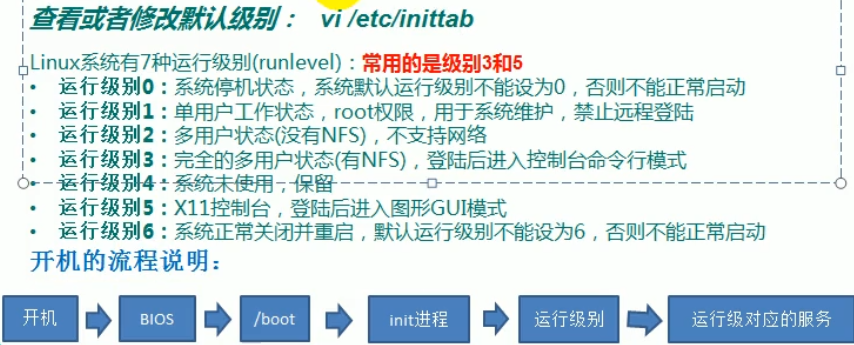 查看或者修改默认级别： vi /etc/inittab
Linux系统有7种运行级别(runlevel)：常用的是级别3和5
• 运行级别0：系统停机状态，系统默认运行级别不能设为0，否则不能正常启动
• 运行级别1：单用户工作状态，root权限，用于系统维护，禁止远程登陆
• 运行级别2：多用户状态(没有NFS)，不支持网络
• 运行级别3：完全的多用户状态(有NFS)，登陆后进入控制台命令行模式
• 运行级别4：系统未使用，保留
• 运行级别5：X11控制台，登陆后进入图形GUI模式
• 运行级别6：系统正常关闭并重启，默认运行级别不能设为6，否则不能正常启动
开机的流程说明：
开机
BIOS
/boot
init进程
运行级别
运行级对应的服务